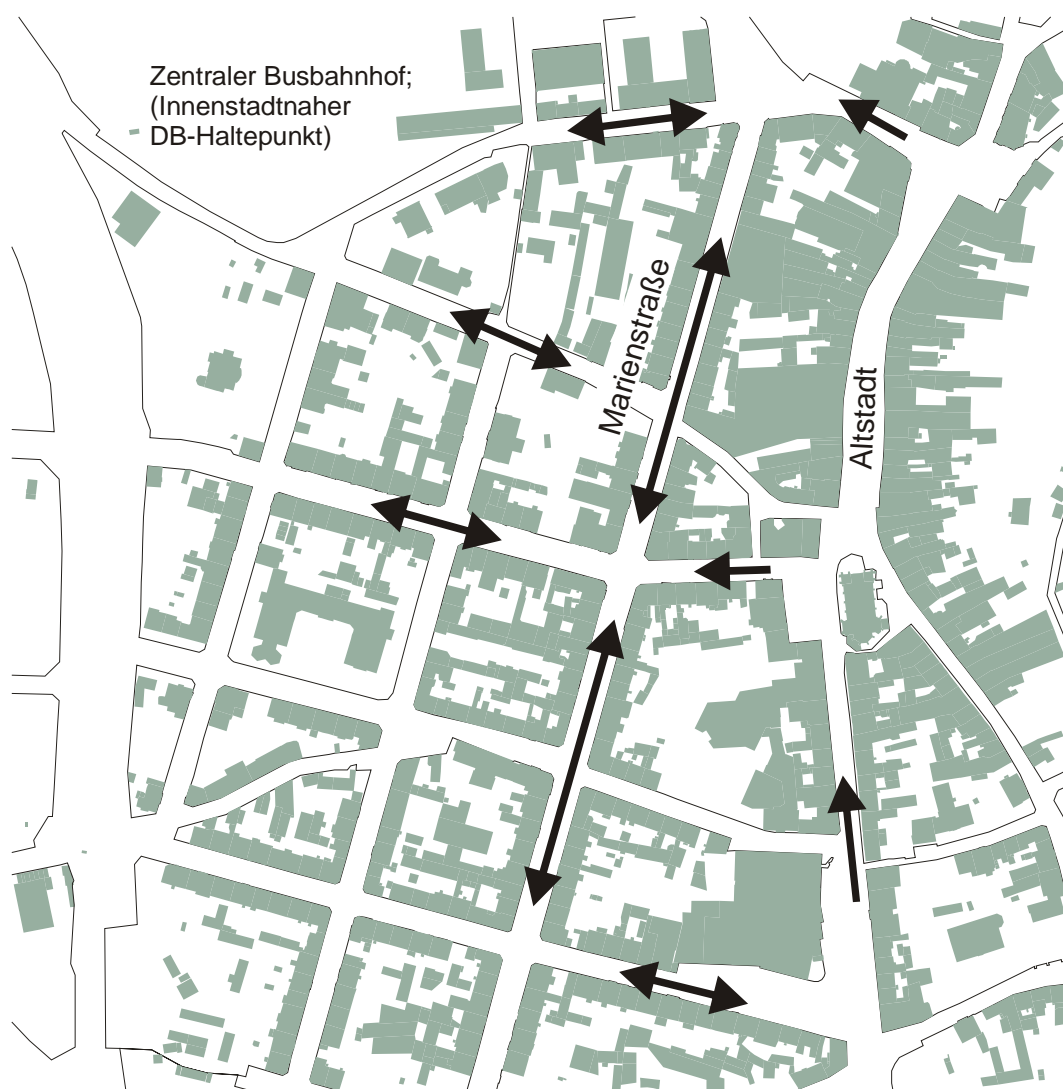 Zentraler Busbahnhof;
(Innenstadtnaher
DB-Haltepunkt)
Marienstraße
Altstadt